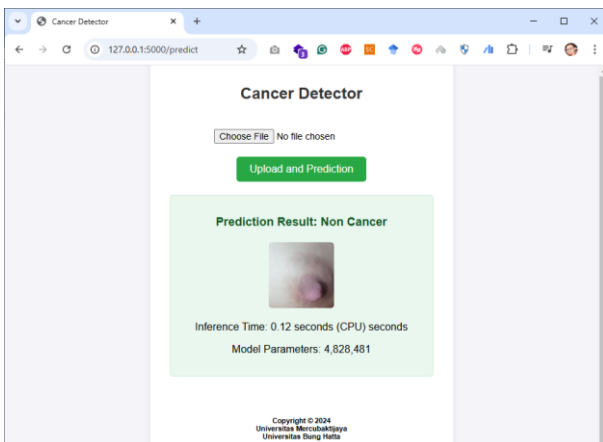 Cancer Detector
127.0.0.1:5000/predict
Cancer Detector
Choose File No file chosen
Upload and Prediction
Prediction Result: Non Cancer
Inference Time: 0.12 seconds (CPU) seconds
Model Parameters: 4,828,481
Copyright © 2024
Universitas Mercubaktijaya
Universitas Bung Hatta